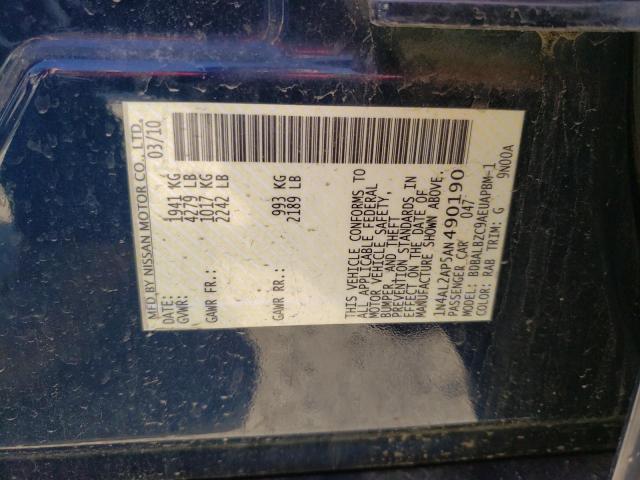 MFD BY NISSAN MOTOR CO., LTD.
DATE: 03/10
GVWR: 1941 KG
4279 LB
GAWR FR: 1017 KG
2242 LB
GAWR RR: 993 KG
2189 LB
THIS VEHICLE CONFORMS TO
ALL APPLICABLE FEDERAL
MOTOR VEHICLE SAFETY,
BUMPER, AND THEFT
PREVENTION STANDARDS IN
EFFECT ON THE DATE OF
MANUFACTURE SHOWN ABOVE.
1N4AL2AP5AN490190
PASSENGER CAR 047
MODEL: BDBALBZC9AEUAPBM-1
COLOR: RAB TRIM: G 9N00A